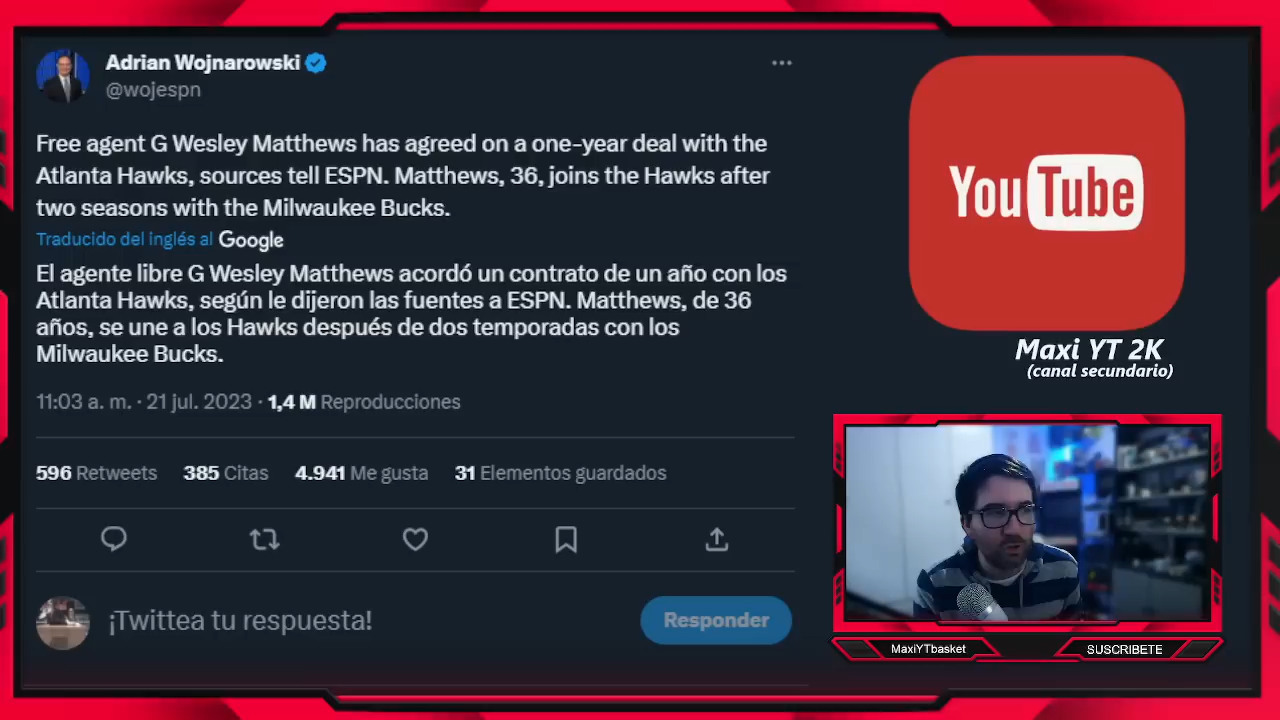 Adrian Wojnarowski
@wojespn
Free agent G Wesley Matthews has agreed on a one-year deal with the
Atlanta Hawks, sources tell ESPN. Matthews, 36, joins the Hawks after
two seasons with the Milwaukee Bucks.
Traducido del inglés al Google
El agente libre G Wesley Matthews acordó un contrato de un año con los
Atlanta Hawks, según le dijeron las fuentes a ESPN. Matthews, de 36
años, se une a los Hawks después de dos temporadas con los
Milwaukee Bucks.
11:03 a. m. · 21 jul. 2023 · 1,4 M Reproducciones
596 Retweets 385 Citas 4.941 Me gusta 31 Elementos guardados
¡Twittea tu respuesta!
Responder
YouTube
Maxi YT 2K
(canal secundario)
MaxiYTbasket
SUSCRIBETE